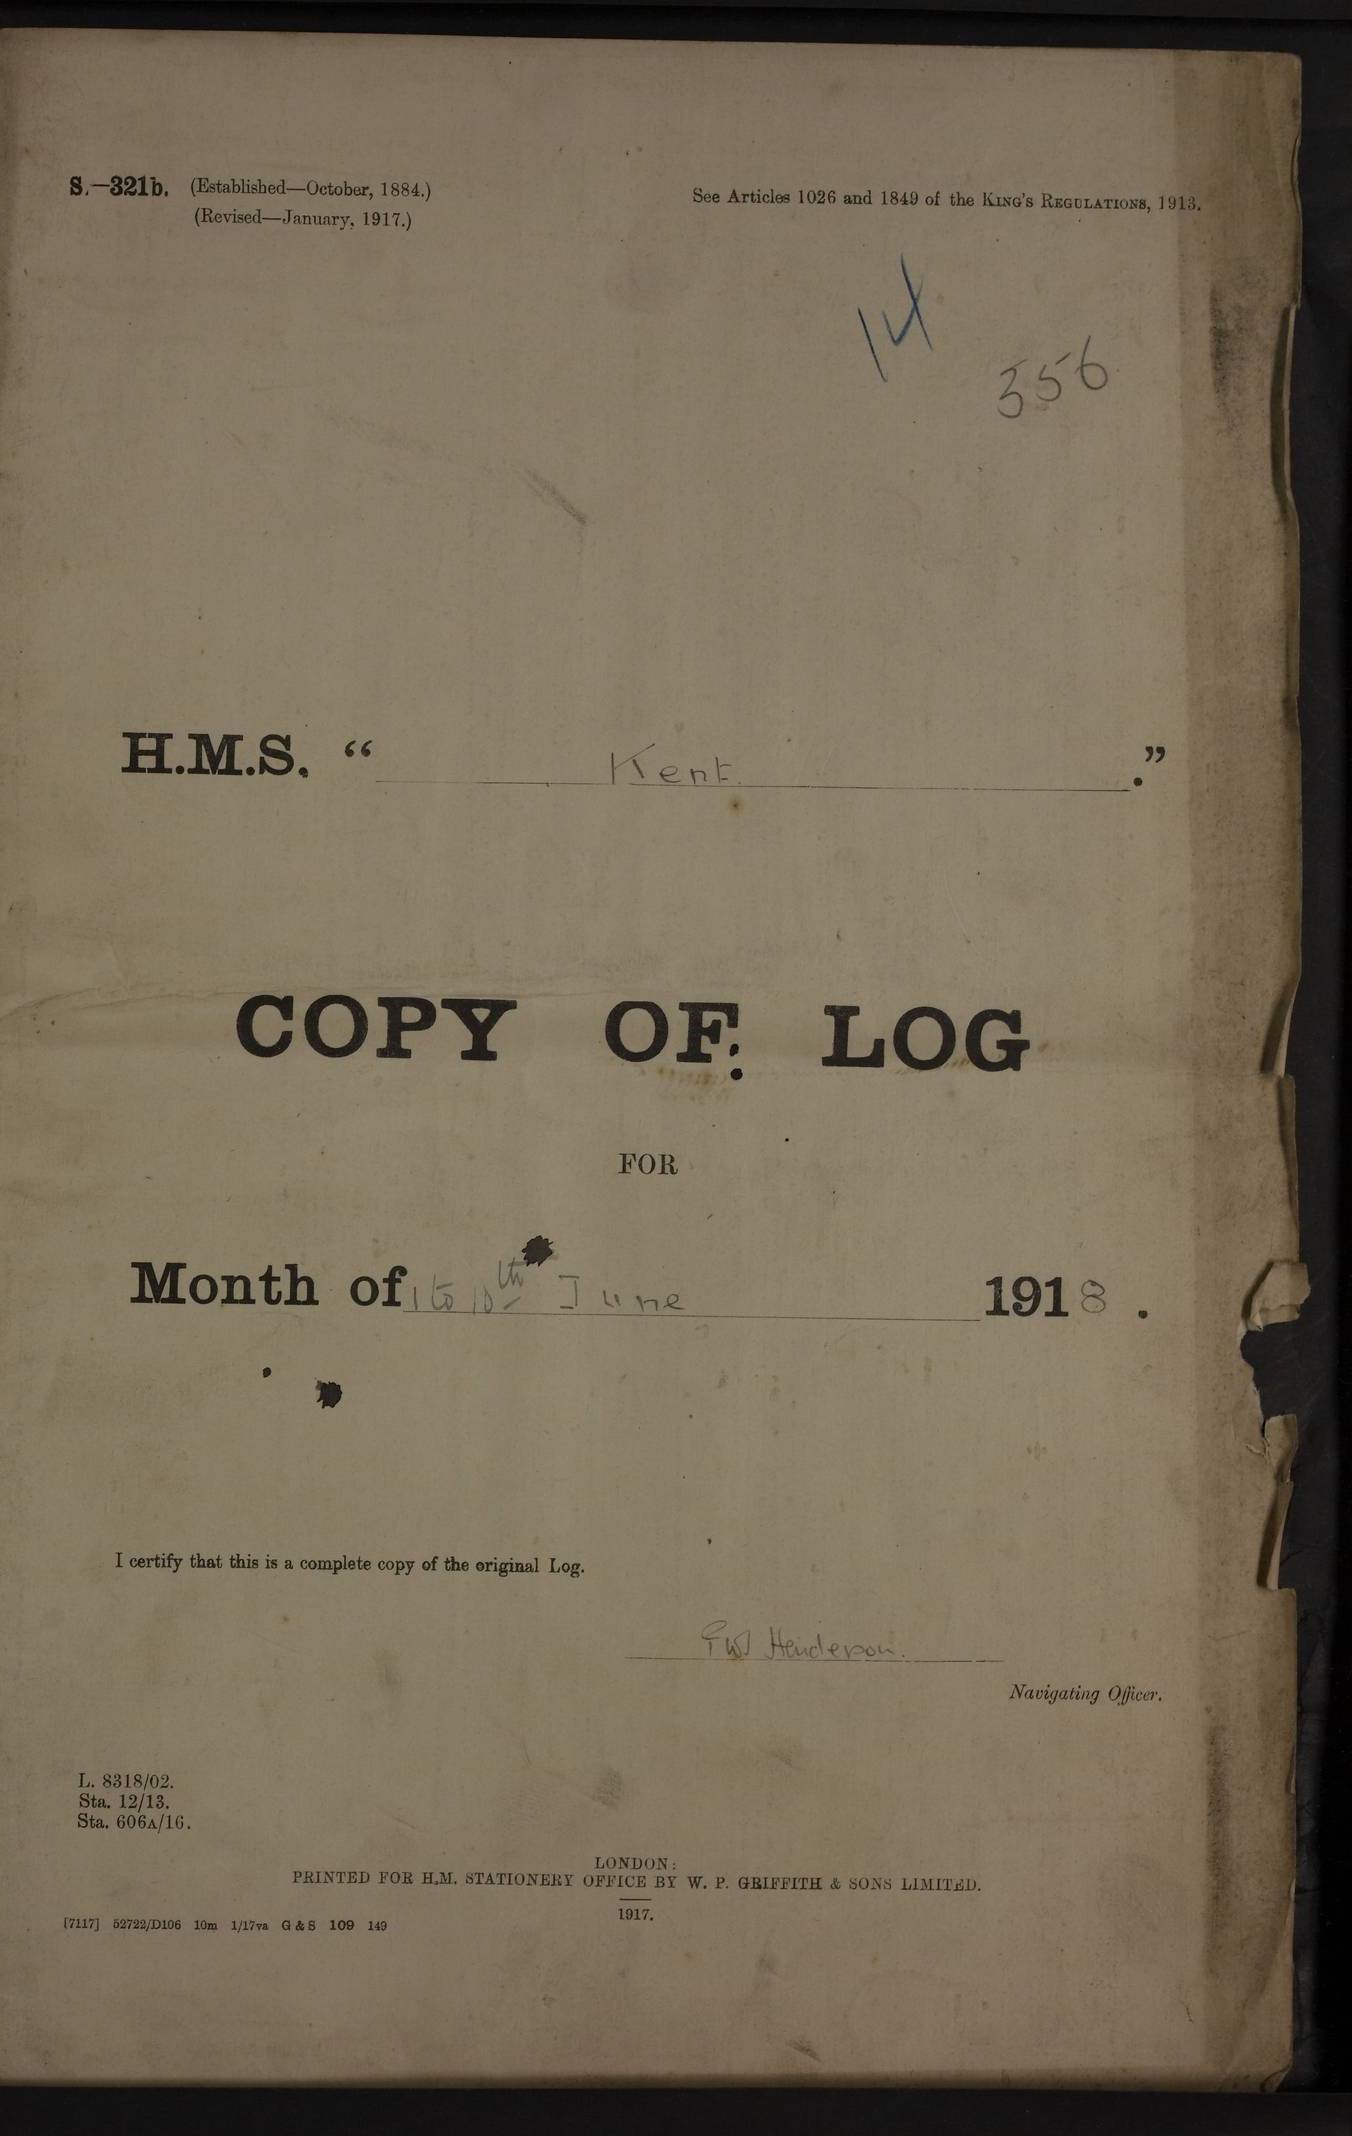 S.—321b. (Established—October, 1884.)
(Revised—January, 1917.)
See Articles 1026 and 1849 of the KING'S REGULATIONS, 1913.
14
356
H.M.S. “ Kent. .”
COPY OF LOG
FOR
Month of 1 to 10th June 1918.
I certify that this is a complete copy of the original Log.
Henderson.
Navigating Officer.
L. 8318/02.
Sta. 12/13.
Sta. 606A/16.
LONDON:
PRINTED FOR H.M. STATIONERY OFFICE BY W. P. GRIFFITH & SONS LIMITED.
1917.
[7117] 52722/D106 10m 1/17va G & S 109 149